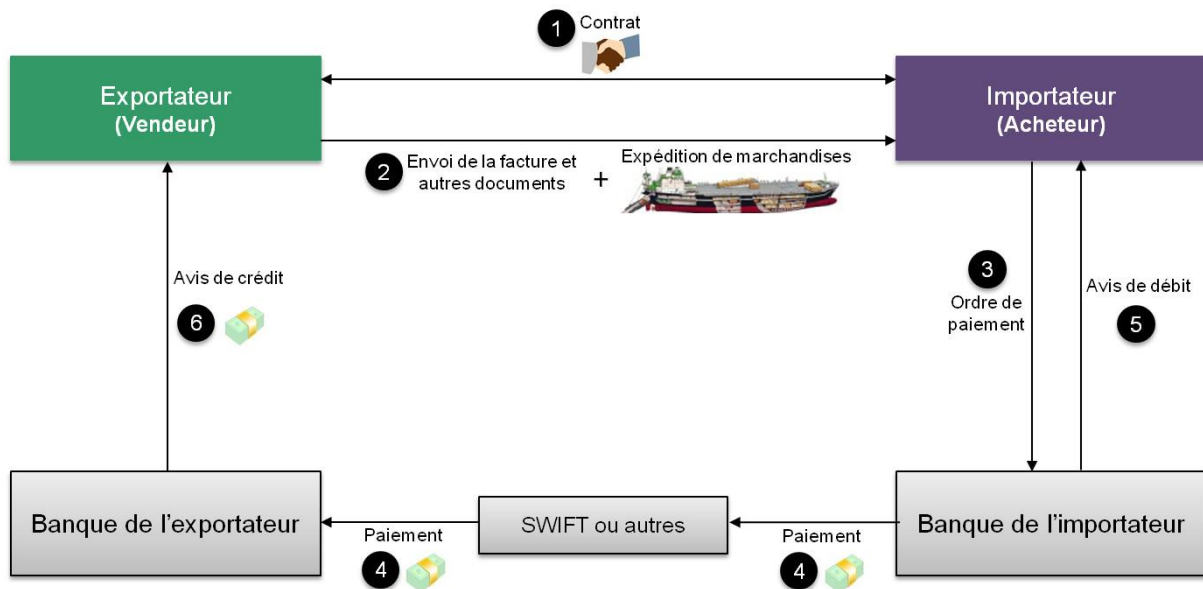 1
Contrat
Exportateur
(Vendeur)
Importateur
(Acheteur)
2
Envoi de la facture et
autres documents
+
Expédition de marchandises
Avis de crédit
6
3
Ordre de
paiement
Avis de débit
5
Banque de l'exportateur
Paiement
4
SWIFT ou autres
Paiement
4
Banque de l'importateur